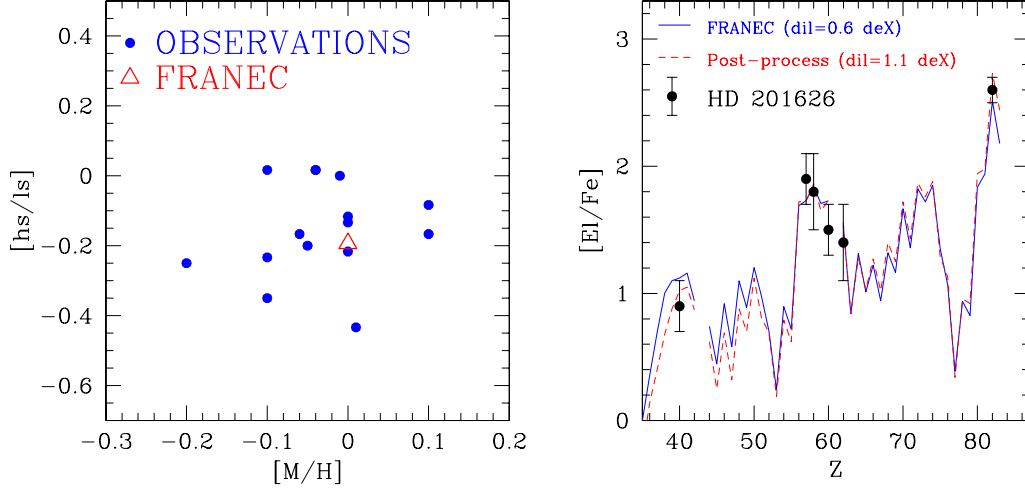 OBSERVATIONS
FRANEC
0.4
0.2
0
−0.2
−0.4
−0.6
[hs/ls]
−0.3 −0.2 −0.1 0 0.1 0.2
[M/H]
FRANEC (dil=0.6 deX)
Post−process (dil=1.1 deX)
HD 201626
3
2
1
0
[El/Fe]
40 50 60 70 80
Z